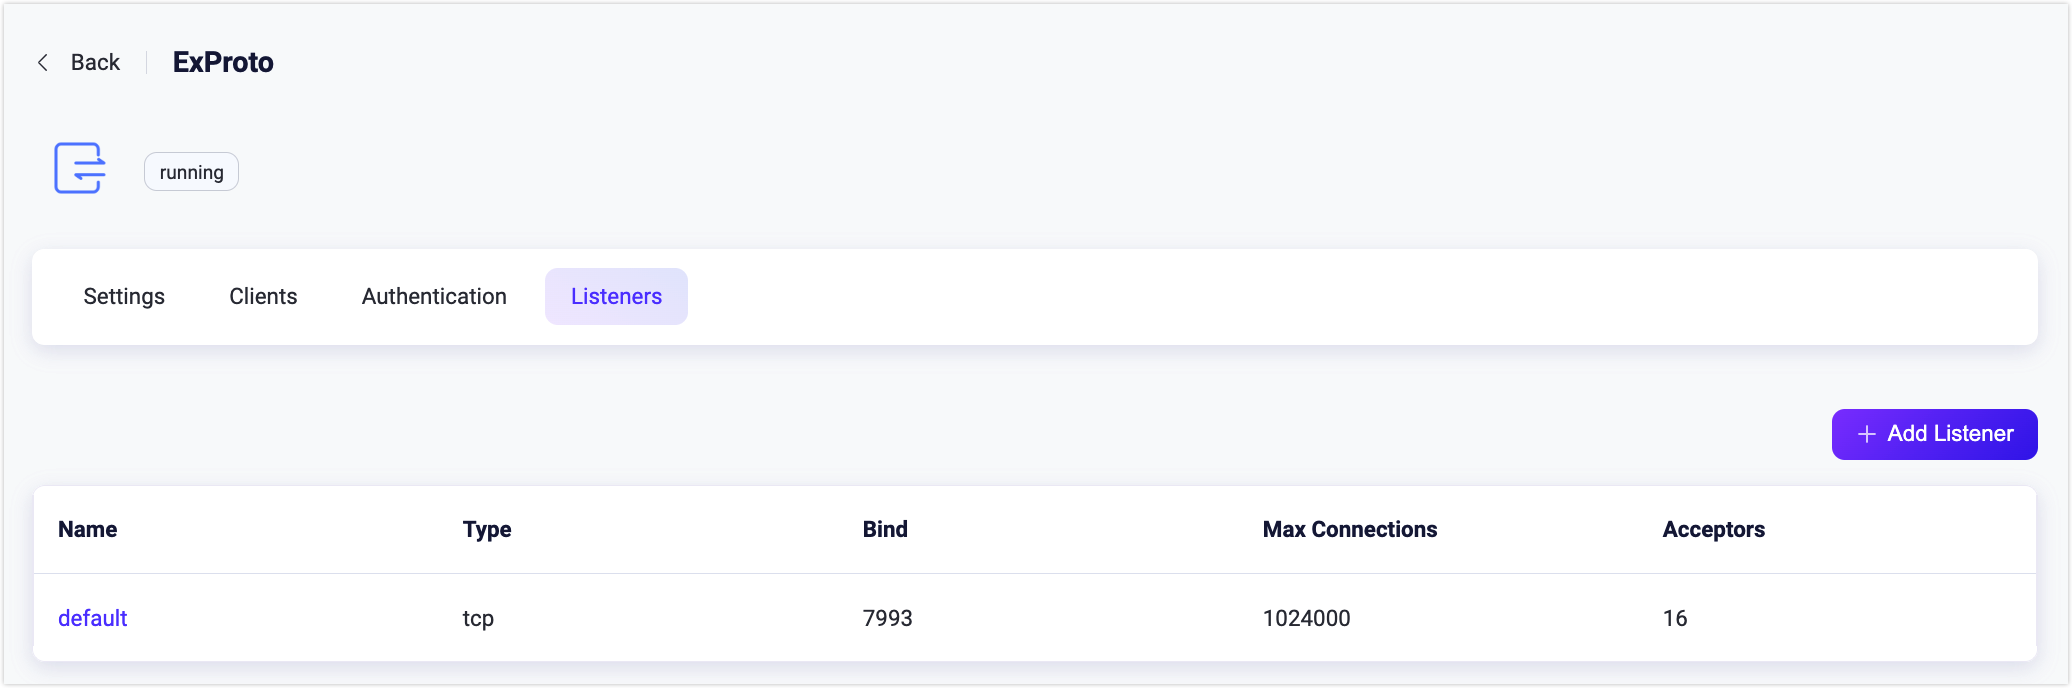 Back ExProto
running
Settings Clients Authentication Listeners
+ Add Listener
Name Type Bind Max Connections Acceptors
default tcp 7993 1024000 16